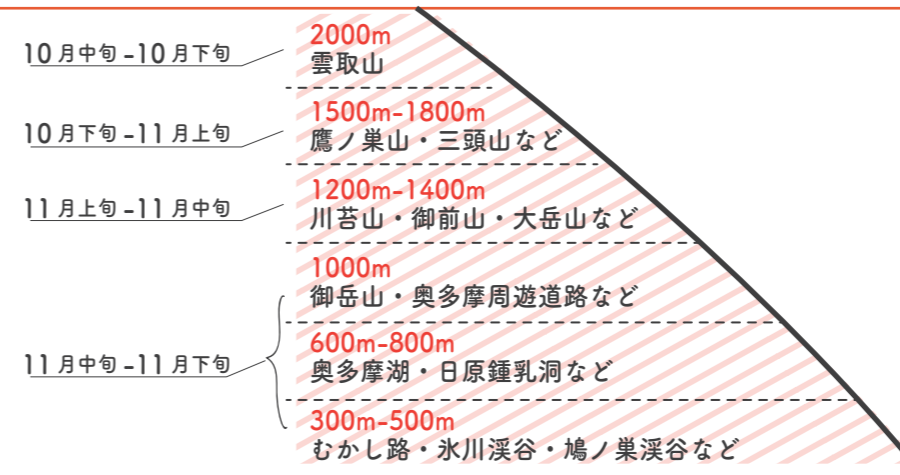 10月中旬-10月下旬
2000m
雲取山
10月下旬-11月上旬
1500m-1800m
鷹ノ巣山・三頭山など
11月上旬-11月中旬
1200m-1400m
川苔山・御前山・大岳山など
11月中旬-11月下旬
1000m
御岳山・奥多摩周遊道路など
600m-800m
奥多摩湖・日原鍾乳洞など
300m-500m
むかし路・氷川渓谷・鳩ノ巣渓谷など